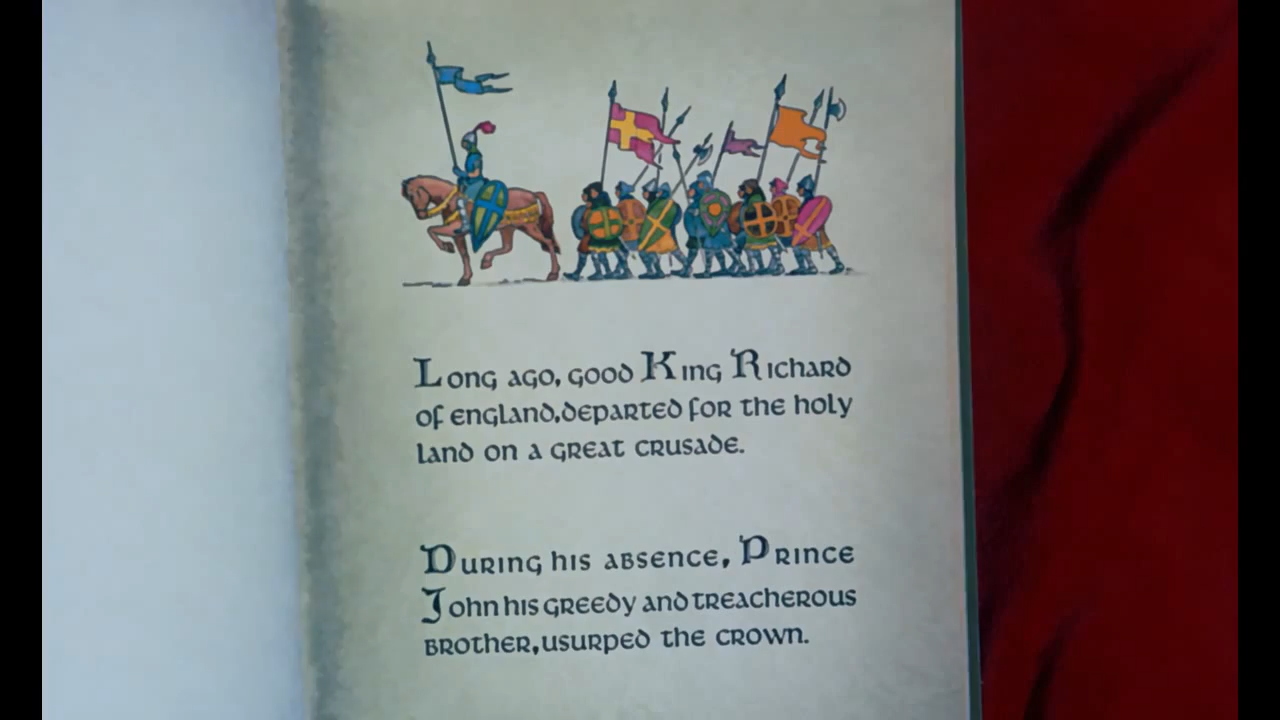 Long ago, good King Richard
of england, departed for the holy
land on a great crusade.
During his absence, Prince
John his greedy and treacherous
brother, usurped the crown.